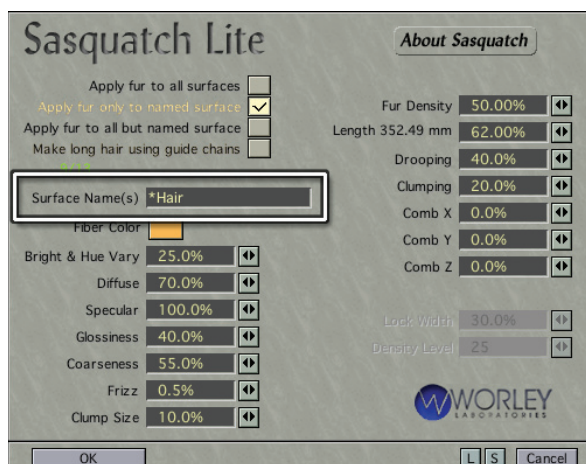 Sasquatch Lite
About Sasquatch
Apply fur to all surfaces
Apply fur only to named surface
Apply fur to all but named surface
Make long hair using guide chains
Surface Name(s) *Hair
Fiber Color
Bright & Hue Vary 25.0%
Diffuse 70.0%
Specular 100.0%
Glossiness 40.0%
Coarseness 55.0%
Frizz 0.5%
Clump Size 10.0%
Fur Density 50.00%
Length 352.49 mm 62.00%
Drooping 40.0%
Clumping 20.0%
Comb X 0.0%
Comb Y 0.0%
Comb Z 0.0%
Lock Width 30.0%
Density Level 25
WORLEY
LABORATORIES
OK
L S Cancel